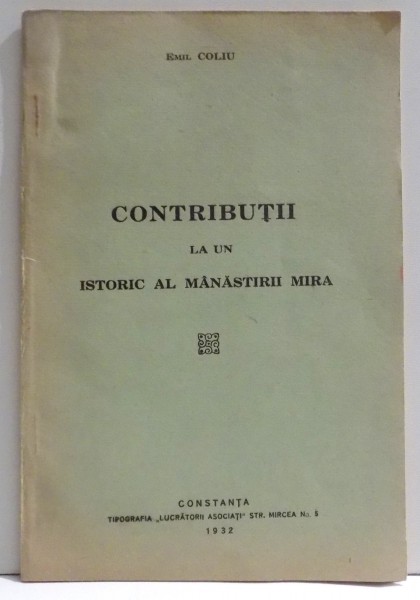 Emil COLIU
CONTRIBUȚII
LA UN
ISTORIC AL MÂNĂSTIRII MIRA
CONSTANȚA
TIPOGRAFIA „LUCRĂTORII ASOCIAȚI” STR. MIRCEA No. 5
1932